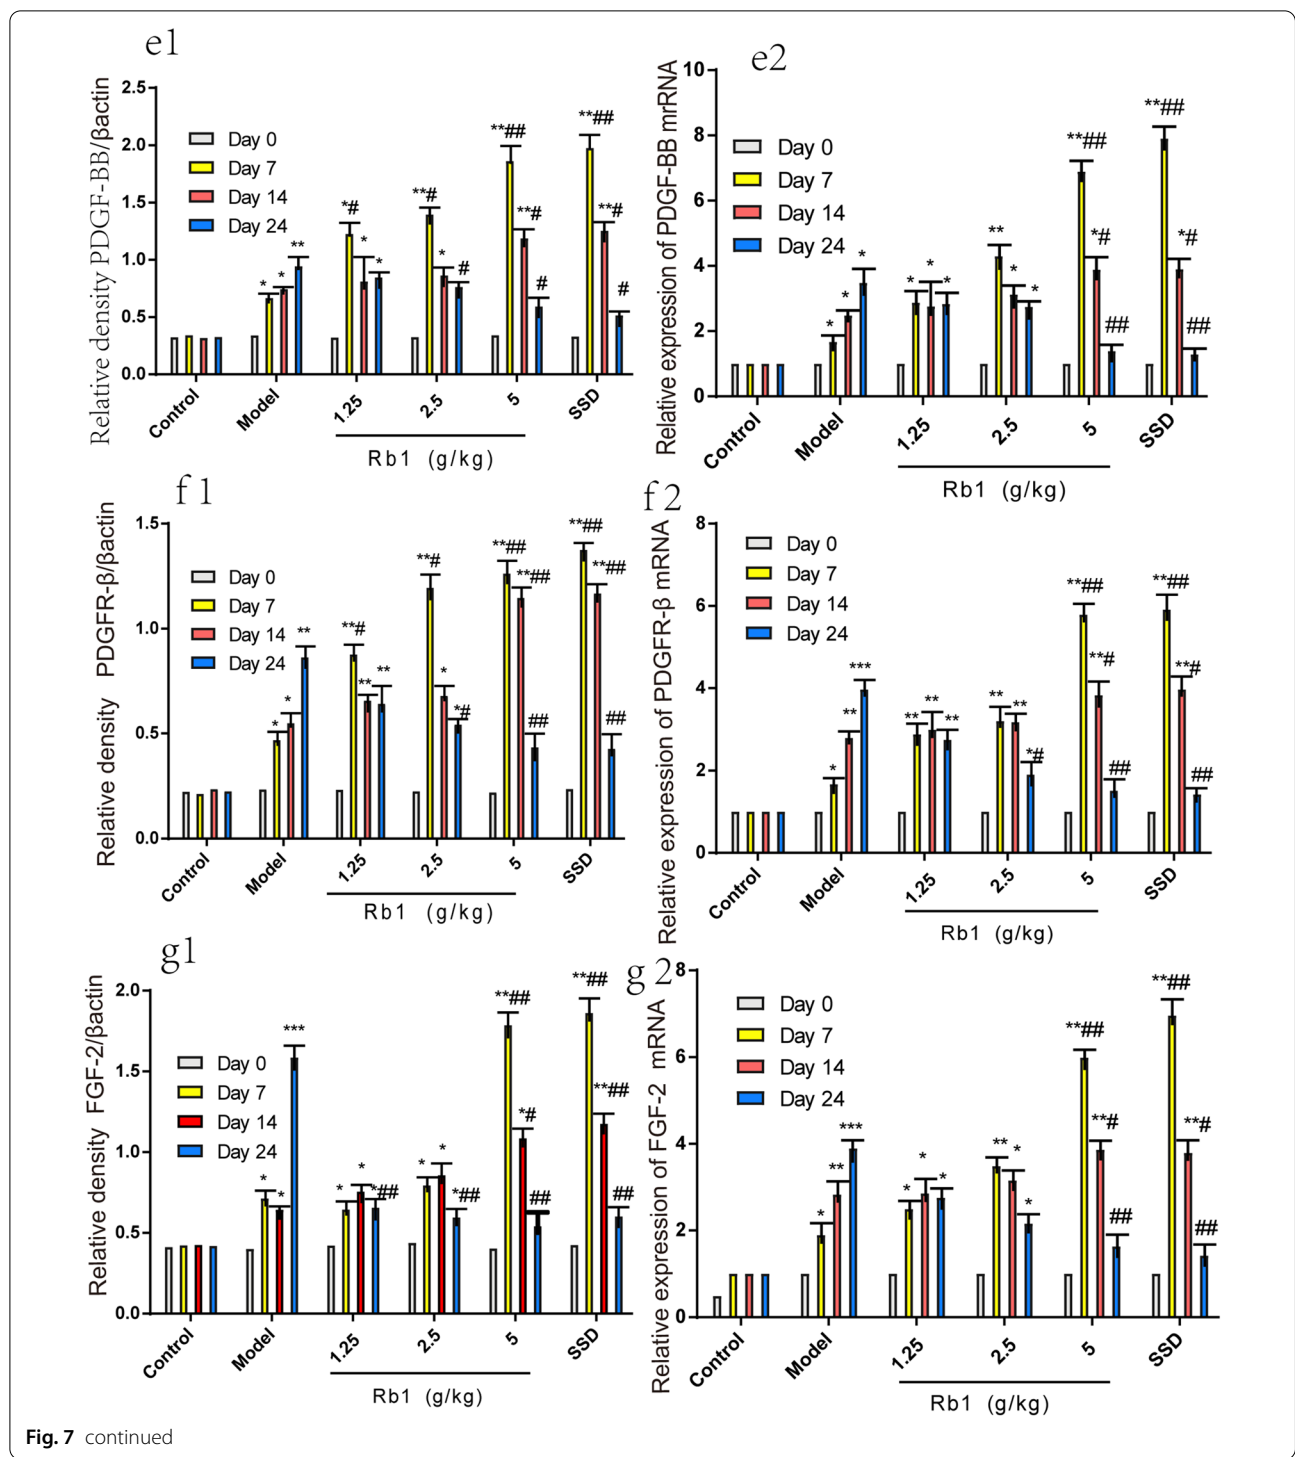 e1
Relative density PDGF-BB/βactin
2.5
2.0
1.5
1.0
0.5
0.0
Day 0
Day 7
Day 14
Day 24
* * **
*# * *
**# * #
**## **# #
**## **# #
Control
Model
1.25
2.5
5
SSD
Rb1 (g/kg)
e2
Relative expression of PDGF-BB mrRNA
10
8
6
4
2
0
Day 0
Day 7
Day 14
Day 24
* * *
* * *
** * *
**## *# ##
**## *# ##
Control
Model
1.25
2.5
5
SSD
Rb1 (g/kg)
f1
Relative density PDGFR-β/βactin
1.5
1.0
0.5
0.0
Day 0
Day 7
Day 14
Day 24
* * **
**# ** **
**# * *#
**## **## ##
**## **## ##
Control
Model
1.25
2.5
5
SSD
Rb1 (g/kg)
f2
Relative expression of PDGFR-β mRNA
8
6
4
2
0
Day 0
Day 7
Day 14
Day 24
* ** ***
** ** **
** ** *#
**## **# ##
**## **# ##
Control
Model
1.25
2.5
5
SSD
Rb1 (g/kg)
g1
Relative density FGF-2/βactin
2.0
1.5
1.0
0.5
0.0
Day 0
Day 7
Day 14
Day 24
* * ***
* * *##
* * *##
**## *# ##
**## **## ##
Control
Model
1.25
2.5
5
SSD
Rb1 (g/kg)
g2
Relative expression of FGF-2 mRNA
8
6
4
2
0
Day 0
Day 7
Day 14
Day 24
* ** ***
* * *
** * *
**## **# ##
**## **# ##
Control
Model
1.25
2.5
5
SSD
Rb1 (g/kg)
Fig. 7 continued